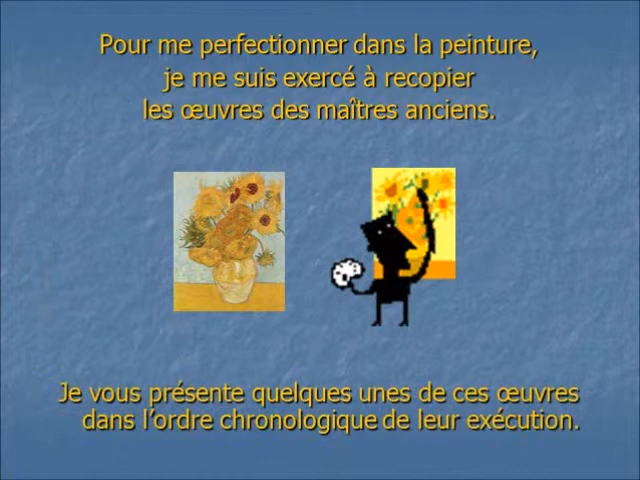 Pour me perfectionner dans la peinture,
je me suis exercé à recopier
les œuvres des maîtres anciens.
Je vous présente quelques unes de ces œuvres
dans l’ordre chronologique de leur exécution.